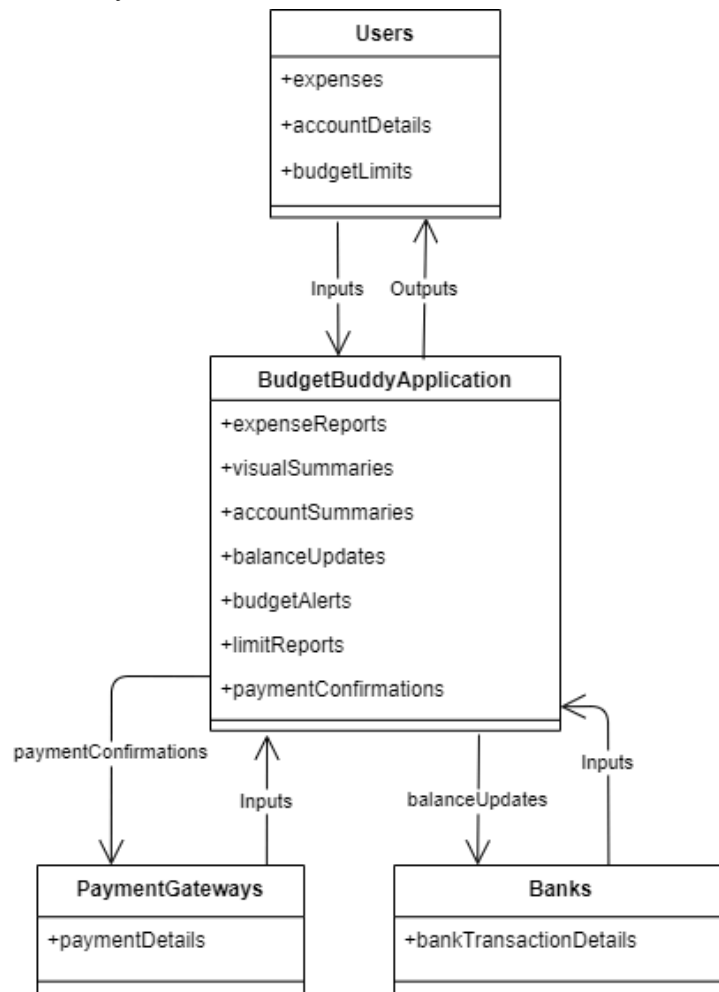 Users
+expenses
+accountDetails
+budgetLimits
Inputs
Outputs
BudgetBuddyApplication
+expenseReports
+visualSummaries
+accountSummaries
+balanceUpdates
+budgetAlerts
+limitReports
+paymentConfirmations
paymentConfirmations
Inputs
balanceUpdates
Inputs
PaymentGateways
+paymentDetails
Banks
+bankTransactionDetails